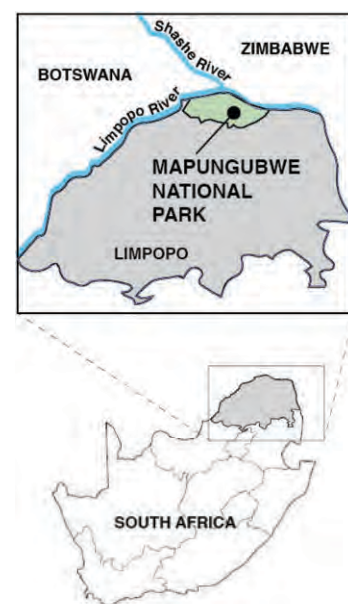 Shashe River
ZIMBABWE
BOTSWANA
Limpopo River
MAPUNGUBWE
NATIONAL
PARK
LIMPOPO
SOUTH AFRICA